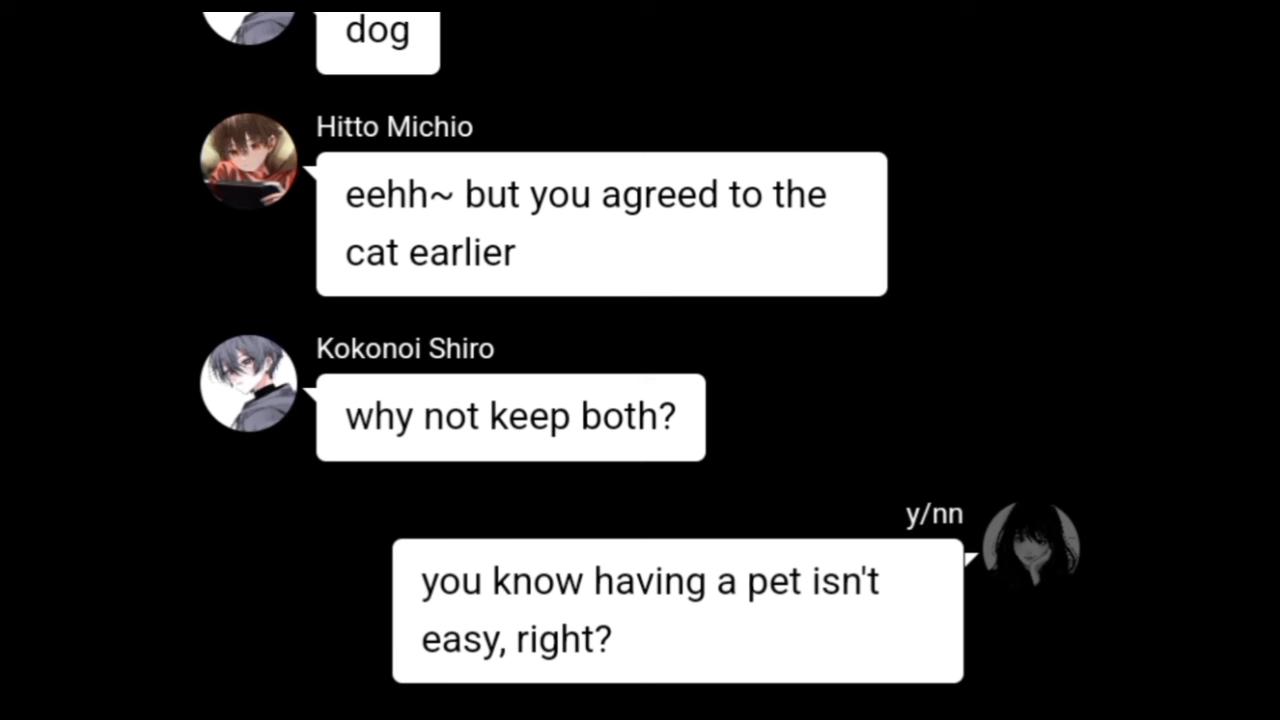 dog
Hitto Michio
eehh~ but you agreed to the
cat earlier
Kokonoi Shiro
why not keep both?
y/nn
you know having a pet isn't
easy, right?